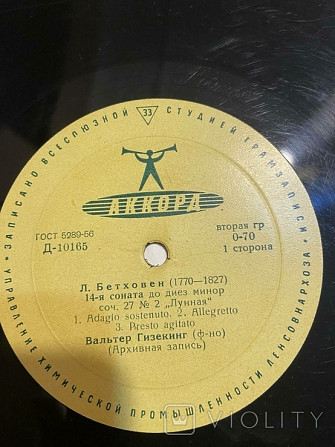 ЗАПИСАНО ВСЕСОЮЗНОЙ 33 СТУДИЕЙ ГРАМЗАПИСИ
АККОРД
ГОСТ 5289-56
Д-10165
вторая гр
0-70
1 сторона
Л. Бетховен (1770—1827)
14-я соната до диез минор
соч. 27 № 2 „Лунная“
1. Adagio sostenuto. 2. Allegretto
3. Presto agitato
Вальтер Гизекинг (ф-но)
(Архивная запись)
УПРАВЛЕНИЕ ХИМИЧЕСКОЙ ПРОМЫШЛЕННОСТИ ЛЕНСОВНАРХОЗА
VIOLITY